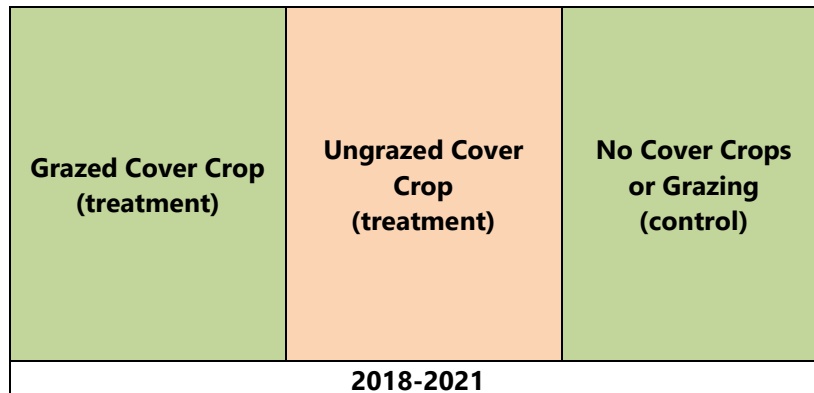 Grazed Cover Crop
(treatment)
Ungrazed Cover
Crop
(treatment)
No Cover Crops
or Grazing
(control)
2018-2021